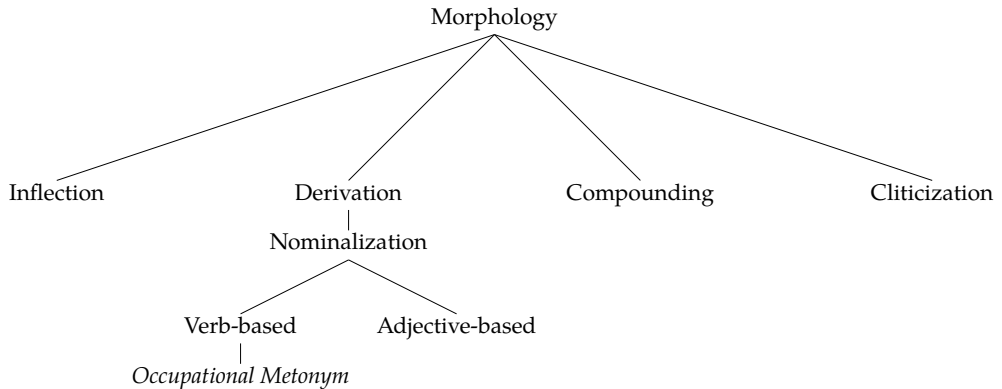 Morphology
Inflection Derivation Compounding Cliticization
Nominalization
Verb-based Adjective-based
Occupational Metonym